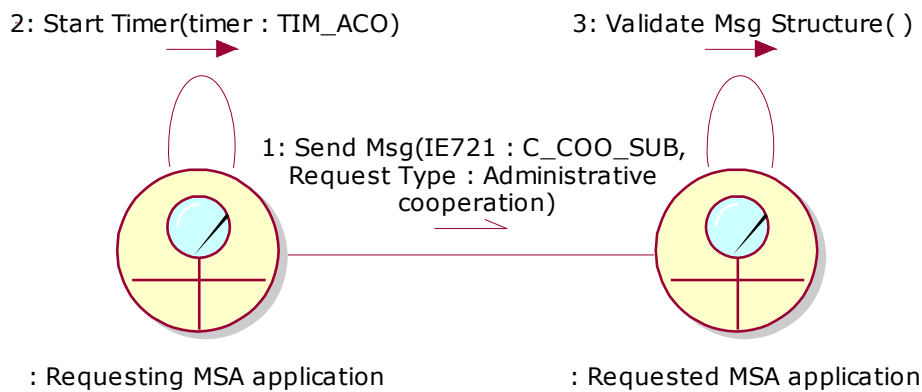 2: Start Timer(timer : TIM_ACO)
3: Validate Msg Structure( )
1: Send Msg(IE721 : C_COO_SUB,
Request Type : Administrative
cooperation)
: Requesting MSA application
: Requested MSA application